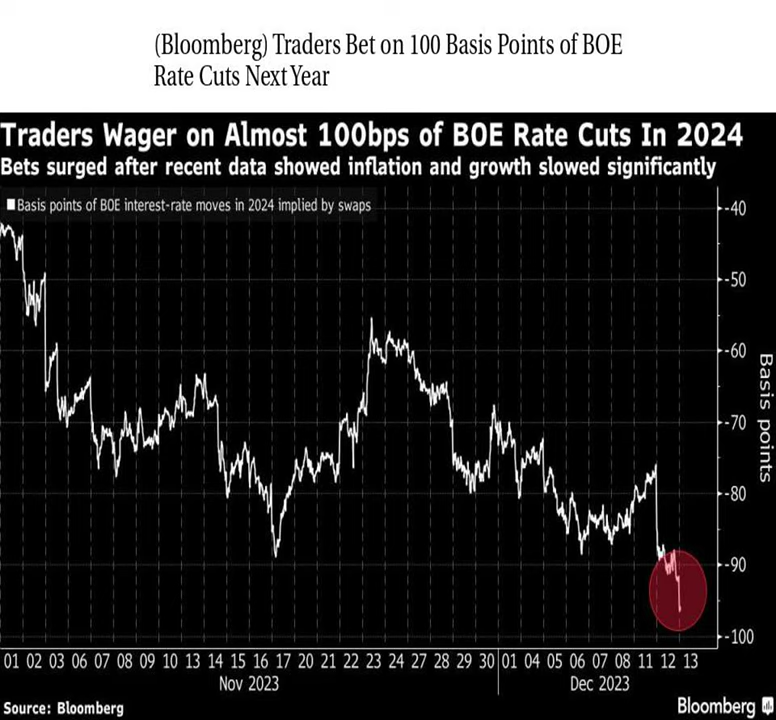 (Bloomberg) Traders Bet on 100 Basis Points of BOE
Rate Cuts Next Year
Traders Wager on Almost 100bps of BOE Rate Cuts In 2024
Bets surged after recent data showed inflation and growth slowed significantly
Basis points of BOE interest-rate moves in 2024 implied by swaps
-40
-50
-60
-70
-80
-90
-100
Basis points
01 02 03 06 07 08 09 10 13 14 15 16 17 20 21 22 23 24 27 28 29 30 01 04 05 06 07 08 11 12 13
Nov 2023 Dec 2023
Source: Bloomberg
Bloomberg